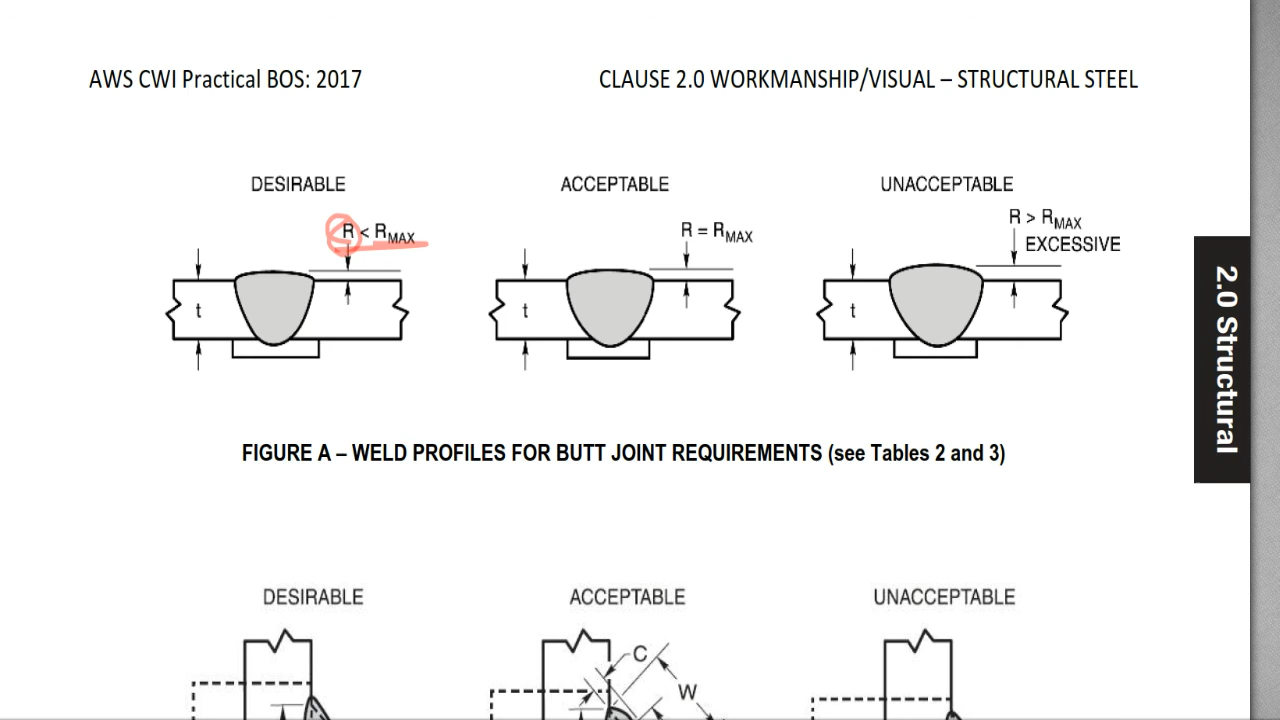 AWS CWI Practical BOS: 2017
CLAUSE 2.0 WORKMANSHIP/VISUAL – STRUCTURAL STEEL
DESIRABLE
ACCEPTABLE
UNACCEPTABLE
R < RMAX
R = RMAX
R > RMAX
EXCESSIVE
t
t
t
2.0 Structural
FIGURE A – WELD PROFILES FOR BUTT JOINT REQUIREMENTS (see Tables 2 and 3)
DESIRABLE
ACCEPTABLE
UNACCEPTABLE
C
W